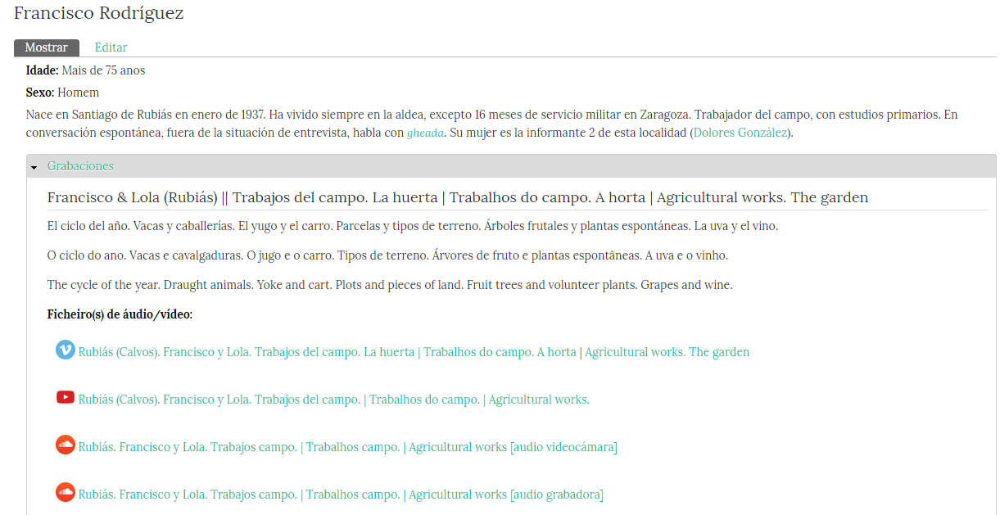 Francisco Rodríguez
Mostrar Editar
Idade: Mais de 75 anos
Sexo: Homem
Nace en Santiago de Rubiás en enero de 1937. Ha vivido siempre en la aldea, excepto 16 meses de servicio militar en Zaragoza. Trabajador del campo, con estudios primarios. En
conversación espontánea, fuera de la situación de entrevista, habla con gheada. Su mujer es la informante 2 de esta localidad (Dolores González).
Grabaciones
Francisco & Lola (Rubiás) || Trabajos del campo. La huerta | Trabalhos do campo. A horta | Agricultural works. The garden
El ciclo del año. Vacas y caballerías. El yugo y el carro. Parcelas y tipos de terreno. Árboles frutales y plantas espontáneas. La uva y el vino.
O ciclo do ano. Vacas e cavalgaduras. O jugo e o carro. Tipos de terreno. Árvores de fruto e plantas espontâneas. A uva e o vinho.
The cycle of the year. Draught animals. Yoke and cart. Plots and pieces of land. Fruit trees and volunteer plants. Grapes and wine.
Ficheiro(s) de áudio/vídeo:
Rubiás (Calvos). Francisco y Lola. Trabajos del campo. La huerta | Trabalhos do campo. A horta | Agricultural works. The garden
Rubiás (Calvos). Francisco y Lola. Trabajos del campo. | Trabalhos do campo. | Agricultural works.
Rubiás. Francisco y Lola. Trabajos campo. | Trabalhos campo. | Agricultural works [audio videocámara]
Rubiás. Francisco y Lola. Trabajos campo. | Trabalhos campo. | Agricultural works [audio grabadora]